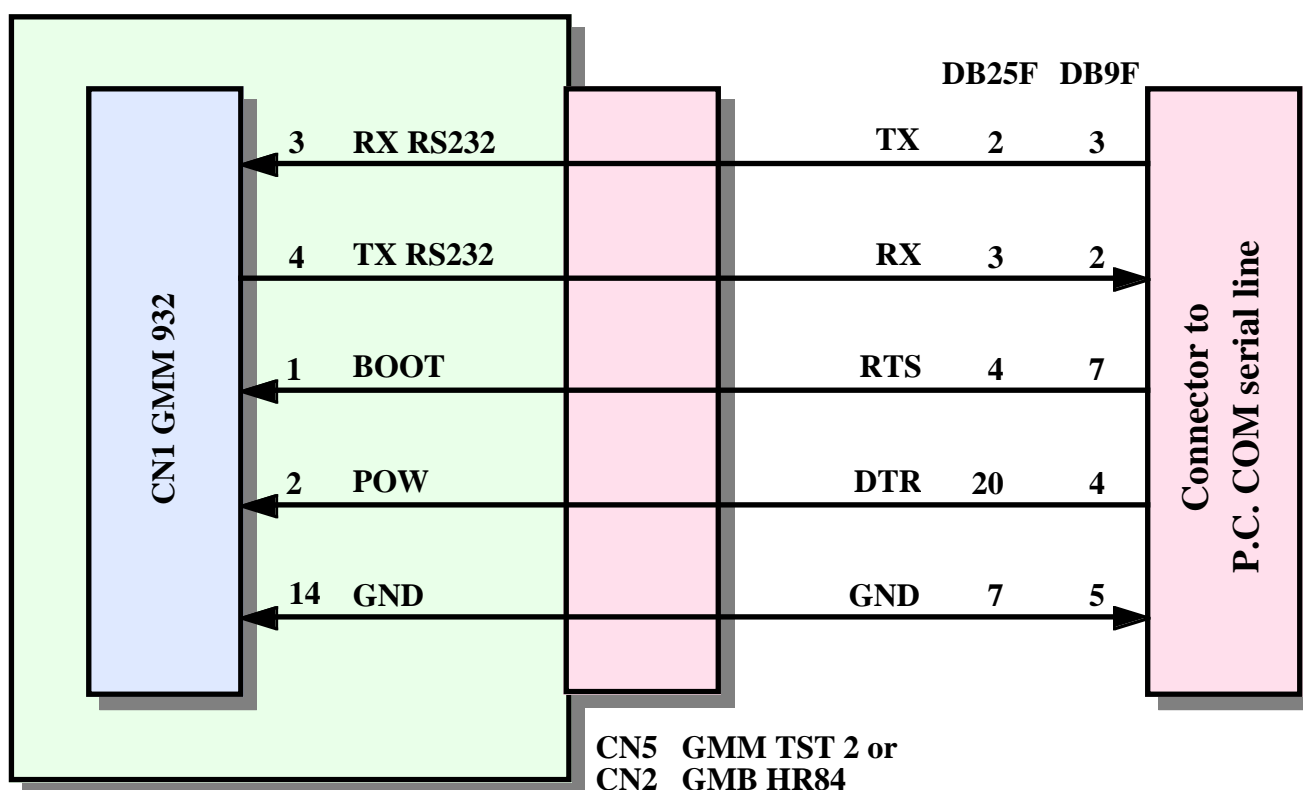 DB25F DB9F
3 RX RS232 TX 2 3
4 TX RS232 RX 3 2
1 BOOT RTS 4 7
2 POW DTR 20 4
14 GND GND 7 5
CN1 GMM 932
Connector to
P.C. COM serial line
CN5 GMM TST 2 or
CN2 GMB HR84